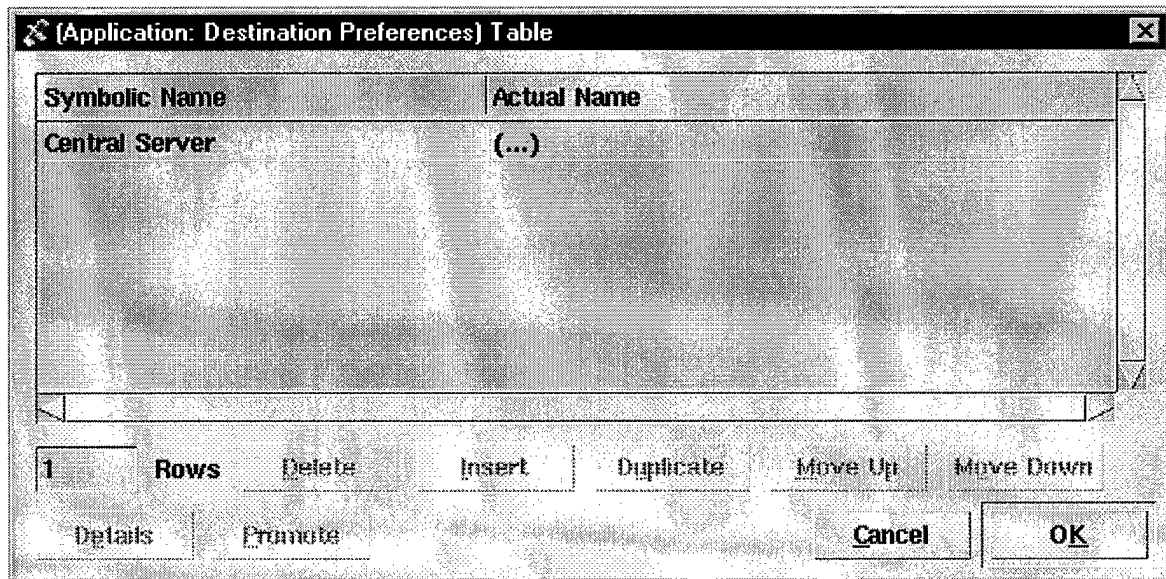 (Application: Destination Preferences) Table
Symbolic Name Actual Name
Central Server (...)
1 Rows Delete Insert Duplicate Move Up Move Down
Details Promote Cancel OK